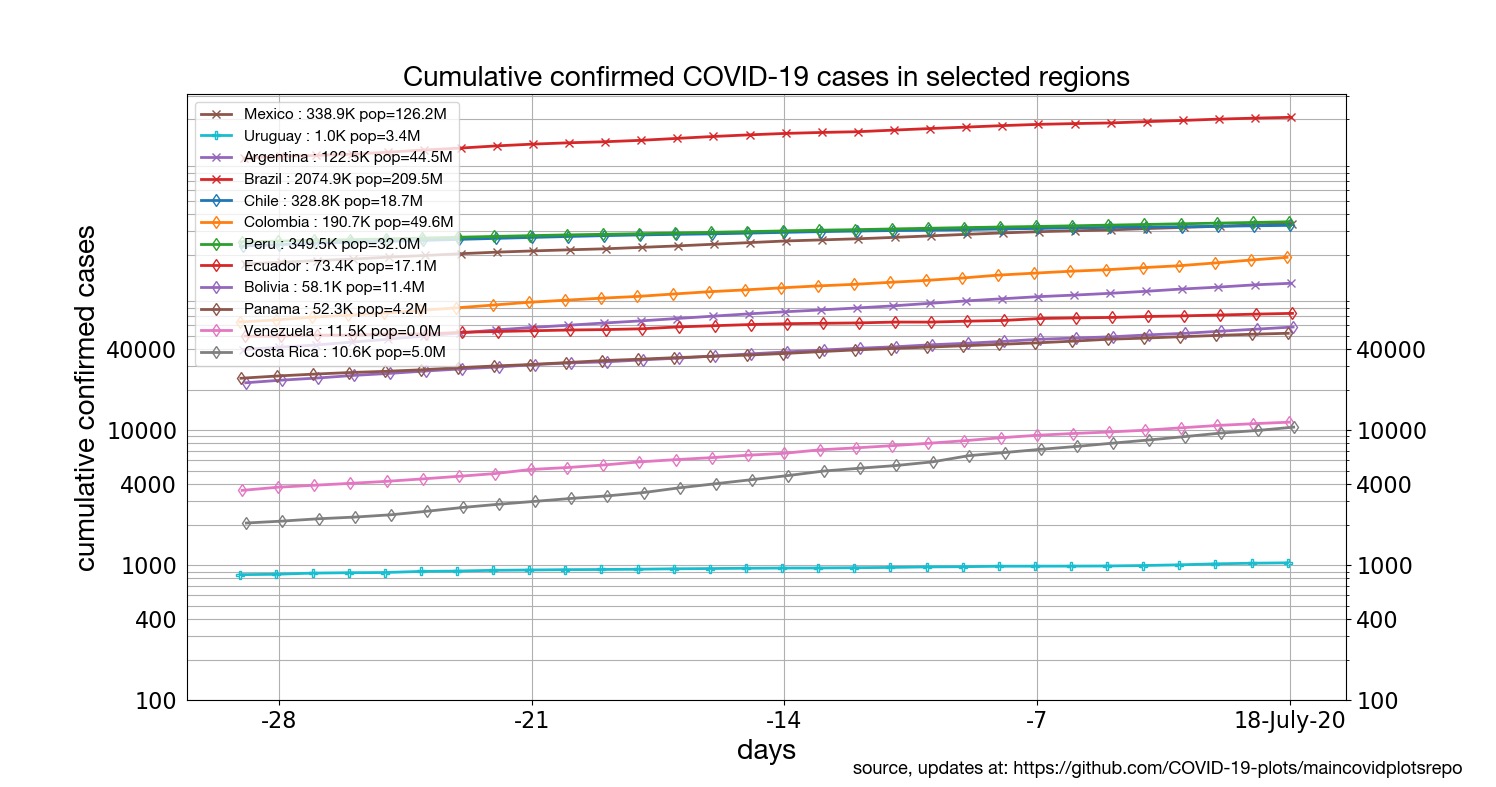 Cumulative confirmed COVID-19 cases in selected regions
Mexico : 338.9K pop=126.2M
Uruguay : 1.0K pop=3.4M
Argentina : 122.5K pop=44.5M
Brazil : 2074.9K pop=209.5M
Chile : 328.8K pop=18.7M
Colombia : 190.7K pop=49.6M
Peru : 349.5K pop=32.0M
Ecuador : 73.4K pop=17.1M
Bolivia : 58.1K pop=11.4M
Panama : 52.3K pop=4.2M
Venezuela : 11.5K pop=0.0M
Costa Rica : 10.6K pop=5.0M
cumulative confirmed cases
40000
10000
4000
1000
400
100
40000
10000
4000
1000
400
100
-28
-21
-14
-7
18-July-20
days
source, updates at: https://github.com/COVID-19-plots/maincovidplotsrepo